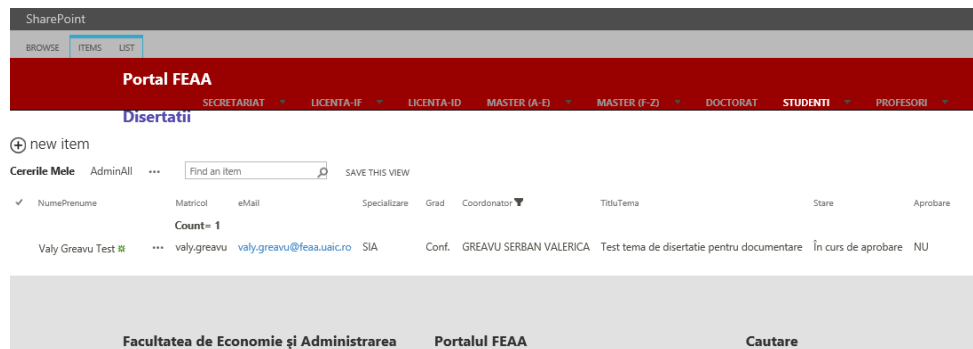 SharePoint
BROWSE ITEMS LIST
Portal FEAA
SECRETARIAT LICENTA-IF LICENTA-ID MASTER (A-E) MASTER (F-Z) DOCTORAT STUDENTI PROFESORI
Disertatii
new item
Cererile Mele AdminAll ••• Find an item SAVE THIS VIEW
NumePrenume Matricol eMail Specializare Grad Coordonator TitluTema Stare Aprobare
Count= 1
Valy Greavu Test ••• valy.greavu valy.greavu@feaa.uaic.ro SIA Conf. GREAVU SERBAN VALERICA Test tema de disertatie pentru documentare În curs de aprobare NU
Facultatea de Economie şi Administrarea Portalul FEAA Cautare